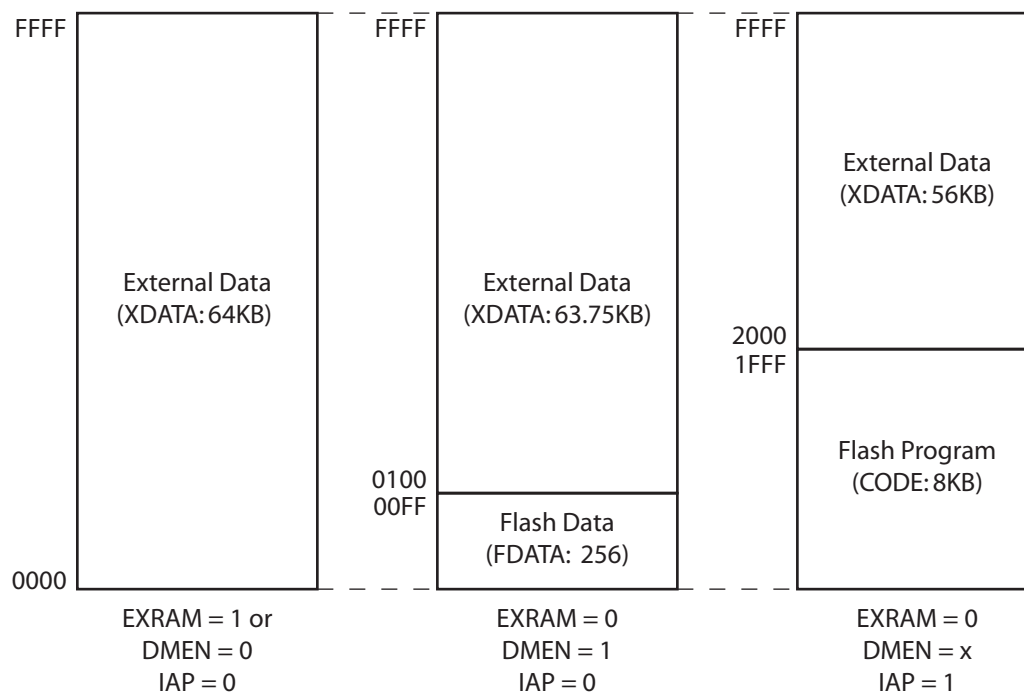 FFFF
External Data
(XDATA: 64KB)
0000
EXRAM = 1 or
DMEN = 0
IAP = 0
FFFF
External Data
(XDATA: 63.75KB)
0100
00FF
Flash Data
(FDATA: 256)
EXRAM = 0
DMEN = 1
IAP = 0
FFFF
External Data
(XDATA: 56KB)
2000
1FFF
Flash Program
(CODE: 8KB)
EXRAM = 0
DMEN = x
IAP = 1